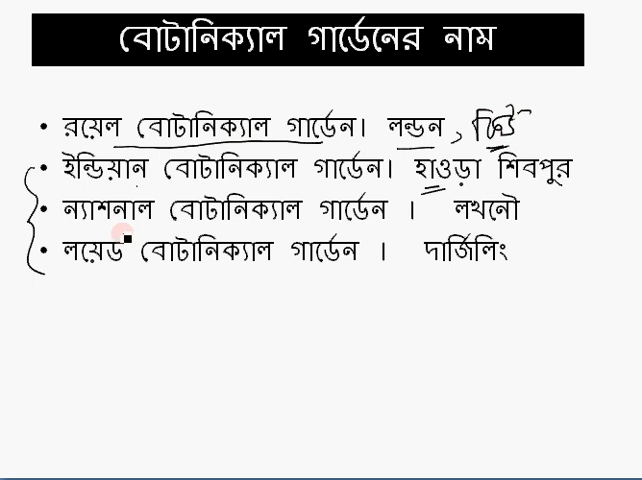 বোটানিক্যাল গার্ডেনের নাম
• রয়েল বোটানিক্যাল গার্ডেন। লন্ডন,
• ইন্ডিয়ান বোটানিক্যাল গার্ডেন। হাওড়া শিবপুর
• ন্যাশনাল বোটানিক্যাল গার্ডেন । লখনৌ
• লয়েড বোটানিক্যাল গার্ডেন । দার্জিলিং